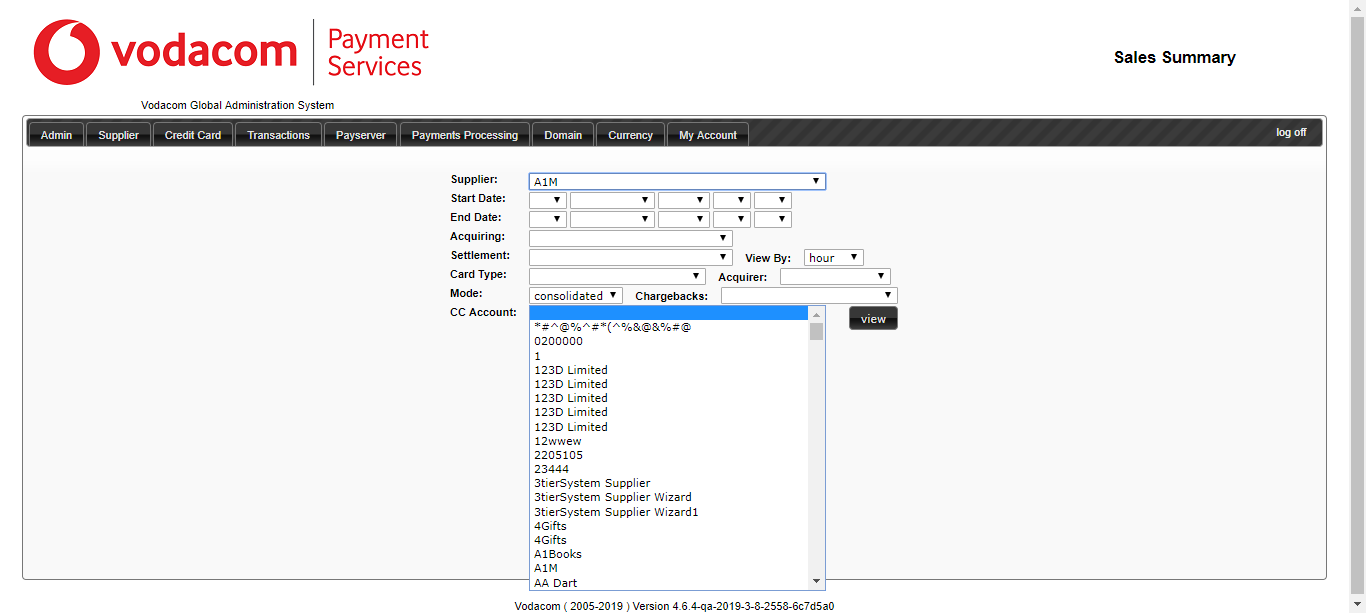 vodacom
Payment
Services
Sales Summary
Vodacom Global Administration System
Admin Supplier Credit Card Transactions Payserver Payments Processing Domain Currency My Account log off
Supplier: A1M
Start Date:
End Date:
Acquiring:
Settlement: View By: hour
Card Type: Acquirer:
Mode: consolidated Chargebacks:
CC Account: view
*#^@%^#*(^%&@&%#@
0200000
1
123D Limited
123D Limited
123D Limited
123D Limited
123D Limited
12wwew
2205105
23444
3tierSystem Supplier
3tierSystem Supplier Wizard
3tierSystem Supplier Wizard1
4Gifts
4Gifts
A1Books
A1M
AA Dart
Vodacom ( 2005-2019 ) Version 4.6.4-qa-2019-3-8-2558-6c7d5a0